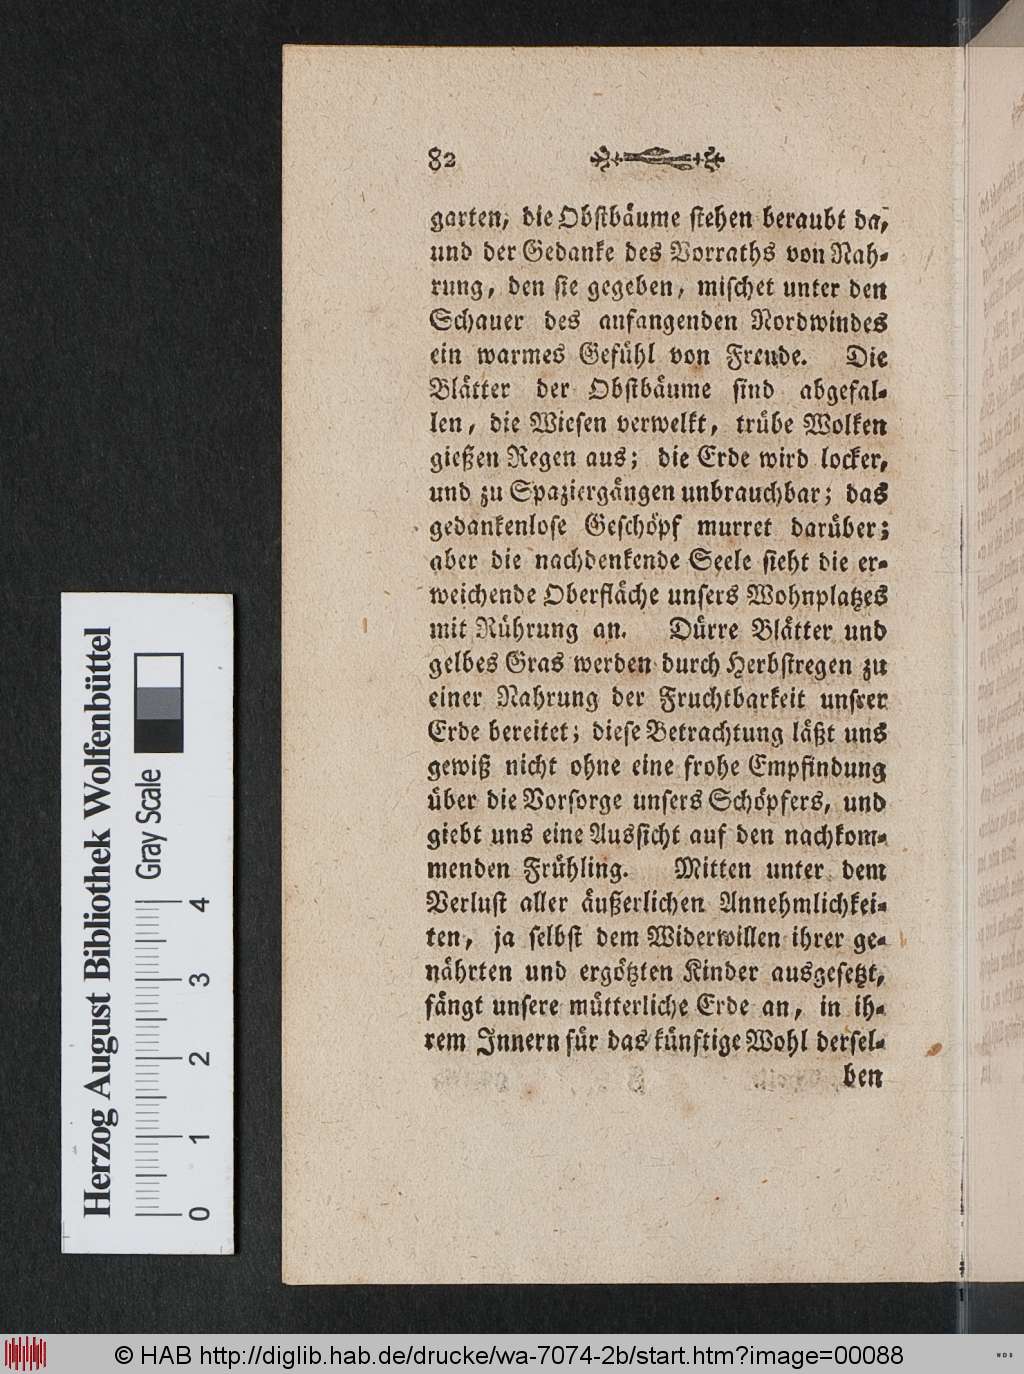 82
garten, die Obstbäume stehen beraubt da,
und der Gedanke des Vorraths von Nah-
rung, den sie gegeben, mischet unter den
Schauer des anfangenden Nordwindes
ein warmes Gefühl von Freude. Die
Blätter der Obstbäume sind abgefal-
len, die Wiesen verwelkt, trübe Wolken
gießen Regen aus; die Erde wird locker,
und zu Spaziergängen unbrauchbar; das
gedankenlose Geschöpf murret darüber;
aber die nachdenkende Seele sieht die er-
weichende Oberfläche unsers Wohnplatzes
mit Rührung an. Dürre Blätter und
gelbes Gras werden durch Herbstregen zu
einer Nahrung der Fruchtbarkeit unsrer
Erde bereitet; diese Betrachtung läßt uns
gewiß nicht ohne eine frohe Empfindung
über die Vorsorge unsers Schöpfers, und
giebt uns eine Aussicht auf den nachkom-
menden Frühling. Mitten unter dem
Verlust aller äußerlichen Annehmlichkei-
ten, ja selbst dem Widerwillen ihrer ge-
nährten und ergötzten Kinder ausgesetzt,
fängt unsere mütterliche Erde an, in ih-
rem Innern für das künftige Wohl dersel-
ben
Herzog August Bibliothek Wolfenbüttel
Gray Scale
0 1 2 3 4
© HAB http://diglib.hab.de/drucke/wa-7074-2b/start.htm?image=00088